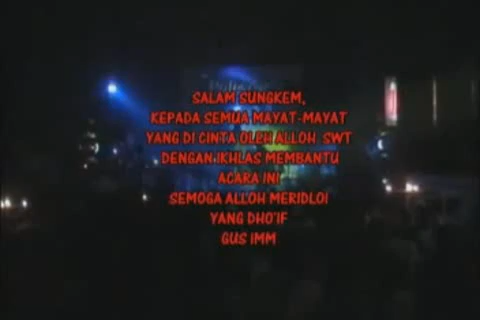 SALAM SUNGKEM,
KEPADA SEMUA MAYAT-MAYAT
YANG DI CINTA OLEH ALLOH SWT
DENGAN IKHLAS MEMBANTU
ACARA INI
SEMOGA ALLOH MERIDLOI
YANG DHO'IF
GUS IMM